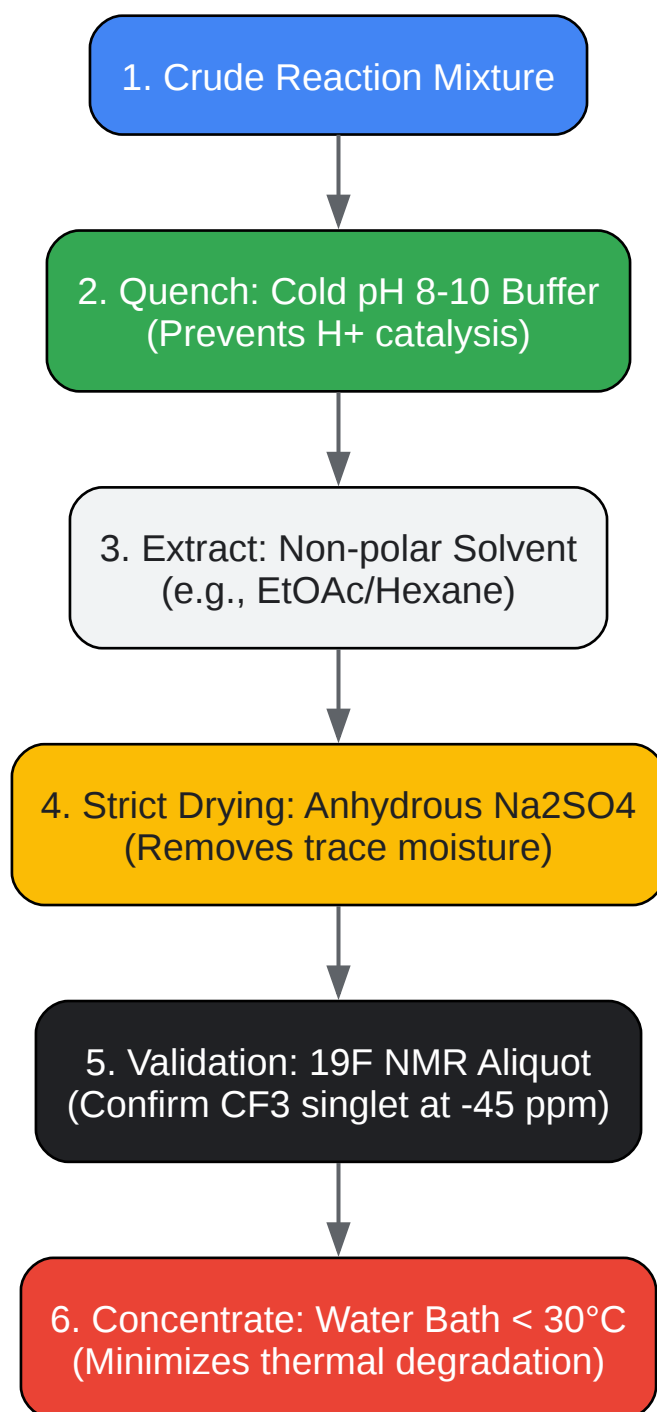 1. Crude Reaction Mixture
2. Quench: Cold pH 8-10 Buffer
(Prevents H+ catalysis)
3. Extract: Non-polar Solvent
(e.g., EtOAc/Hexane)
4. Strict Drying: Anhydrous Na2SO4
(Removes trace moisture)
5. Validation: 19F NMR Aliquot
(Confirm CF3 singlet at -45 ppm)
6. Concentrate: Water Bath < 30°C
(Minimizes thermal degradation)